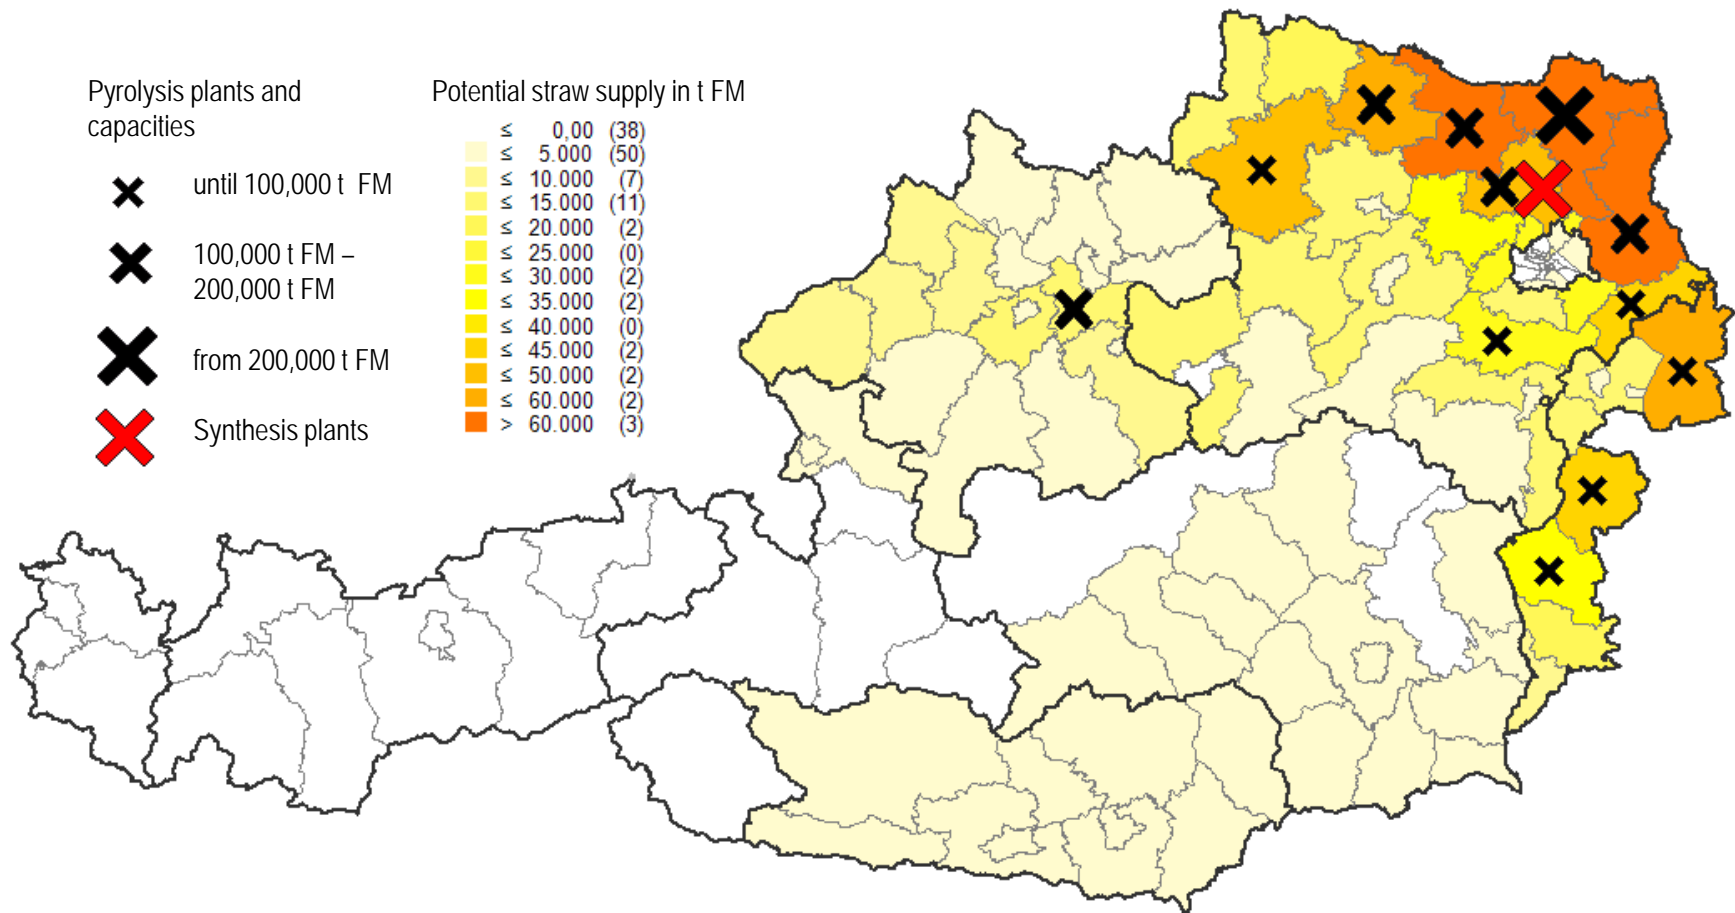 Pyrolysis plants and
capacities
until 100,000 t FM
100,000 t FM –
200,000 t FM
from 200,000 t FM
Synthesis plants
Potential straw supply in t FM
≤ 0,00 (38)
≤ 5.000 (50)
≤ 10.000 (7)
≤ 15.000 (11)
≤ 20.000 (2)
≤ 25.000 (0)
≤ 30.000 (2)
≤ 35.000 (2)
≤ 40.000 (0)
≤ 45.000 (2)
≤ 50.000 (2)
≤ 60.000 (2)
> 60.000 (3)